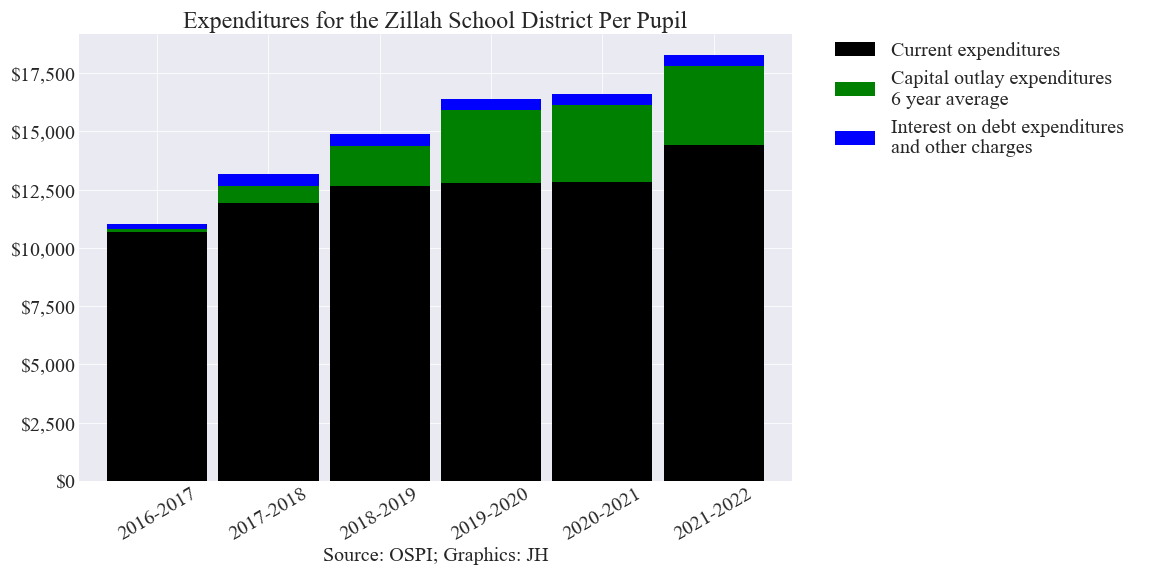 Expenditures for the Zillah School District Per Pupil
$17,500
$15,000
$12,500
$10,000
$7,500
$5,000
$2,500
$0
2016-2017
2017-2018
2018-2019
2019-2020
2020-2021
2021-2022
Source: OSPI; Graphics: JH
Current expenditures
Capital outlay expenditures
6 year average
Interest on debt expenditures
and other charges